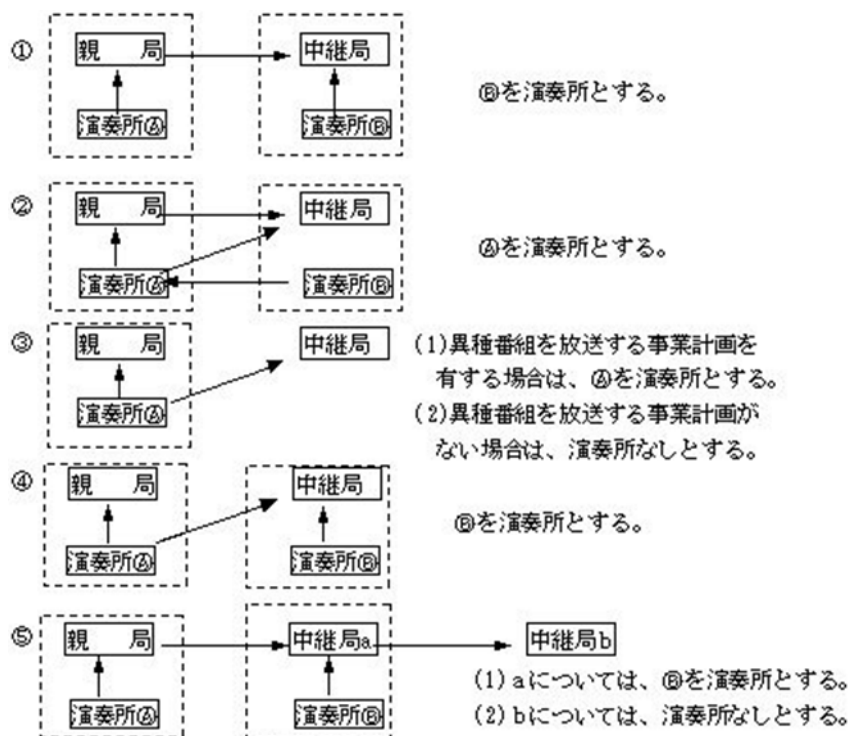 ①
親　局
中継局
演奏所Ⓐ
演奏所Ⓑ
Ⓑを演奏所とする。
②
親　局
中継局
演奏所Ⓐ
演奏所Ⓑ
Ⓐを演奏所とする。
③
親　局
中継局
演奏所Ⓐ
(1)異種番組を放送する事業計画を
有する場合は、Ⓐを演奏所とする。
(2)異種番組を放送する事業計画が
ない場合は、演奏所なしとする。
④
親　局
中継局
演奏所Ⓐ
演奏所Ⓑ
Ⓑを演奏所とする。
⑤
親　局
中継局a
中継局b
演奏所Ⓐ
演奏所Ⓑ
(1)aについては、Ⓑを演奏所とする。
(2)bについては、演奏所なしとする。